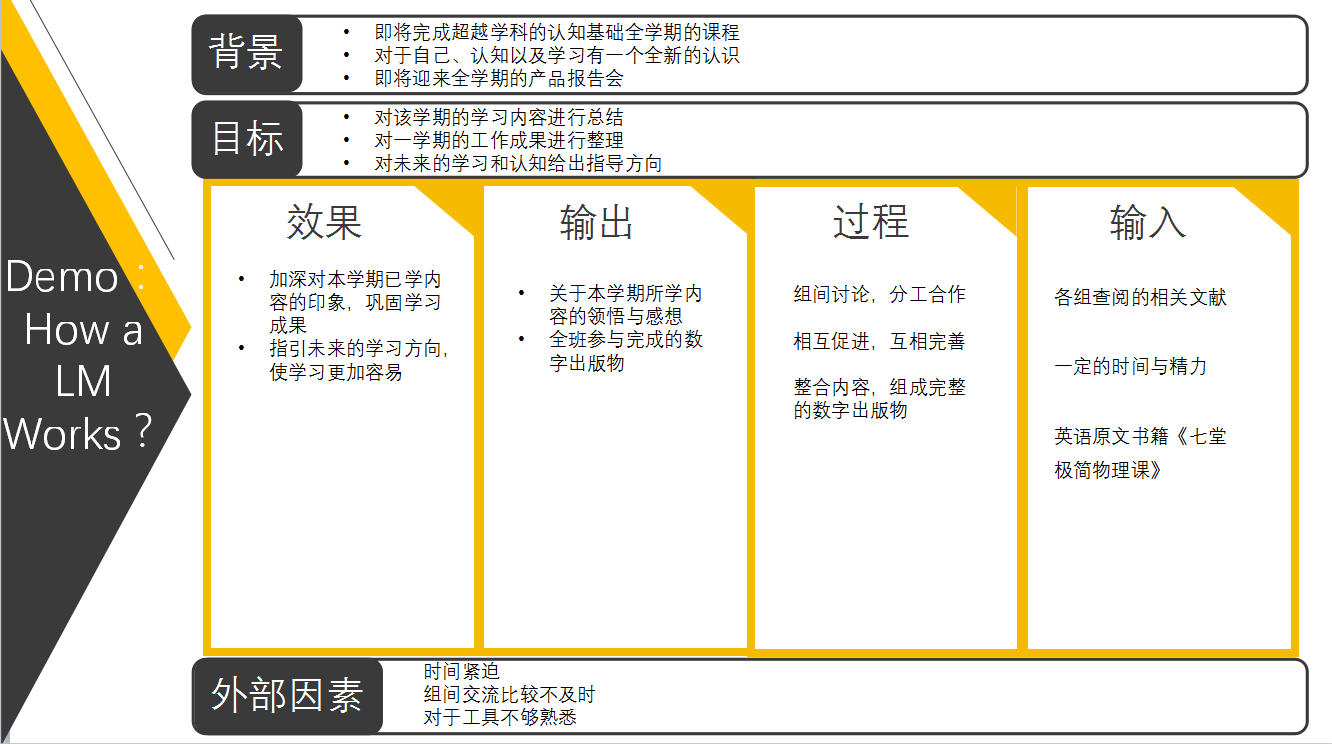 Demo：
How a
LM
Works？
背景
• 即将完成超越学科的认知基础全学期的课程
• 对于自己、认知以及学习有一个全新的认识
• 即将迎来全学期的产品报告会
目标
• 对该学期的学习内容进行总结
• 对一学期的工作成果进行整理
• 对未来的学习和认知给出指导方向
效果
• 加深对本学期已学内
容的印象，巩固学习
成果
• 指引未来的学习方向，
使学习更加容易
输出
• 关于本学期所学内
容的领悟与感想
• 全班参与完成的数
字出版物
过程
组间讨论，分工合作
相互促进，互相完善
整合内容，组成完整
的数字出版物
输入
各组查阅的相关文献
一定的时间与精力
英语原文书籍《七堂
极简物理课》
外部因素
时间紧迫
组间交流比较不及时
对于工具不够熟悉